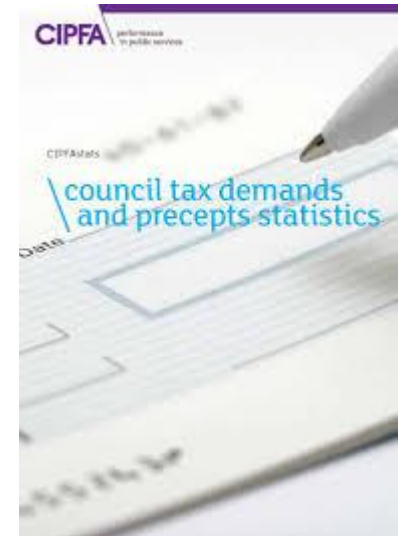 CIPFA
performance
in public services
CIPFAstats
\council tax demands
\and precepts statistics
Date